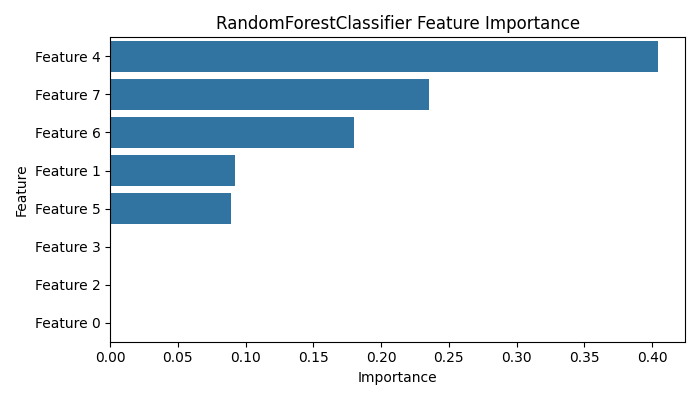 RandomForestClassifier Feature Importance
Feature 4
Feature 7
Feature 6
Feature 1
Feature 5
Feature 3
Feature 2
Feature 0
Feature
0.00 0.05 0.10 0.15 0.20 0.25 0.30 0.35 0.40
Importance